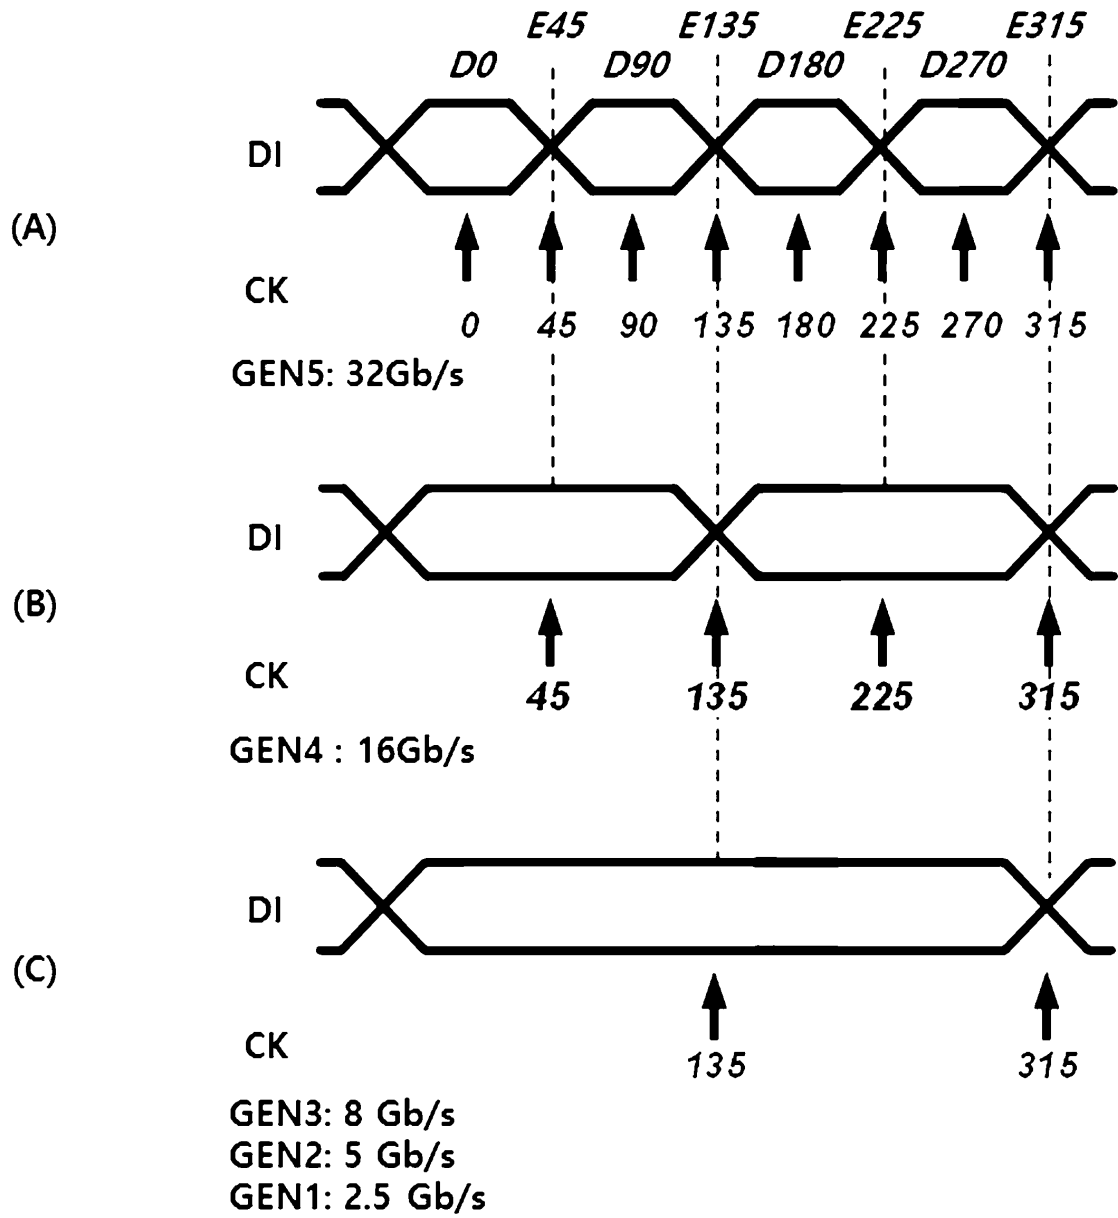 E45 E135 E225 E315
D0 D90 D180 D270
DI
(A)
CK
0 45 90 135 180 225 270 315
GEN5: 32Gb/s
DI
(B)
CK
45 135 225 315
GEN4 : 16Gb/s
DI
(C)
CK
135 315
GEN3: 8 Gb/s
GEN2: 5 Gb/s
GEN1: 2.5 Gb/s